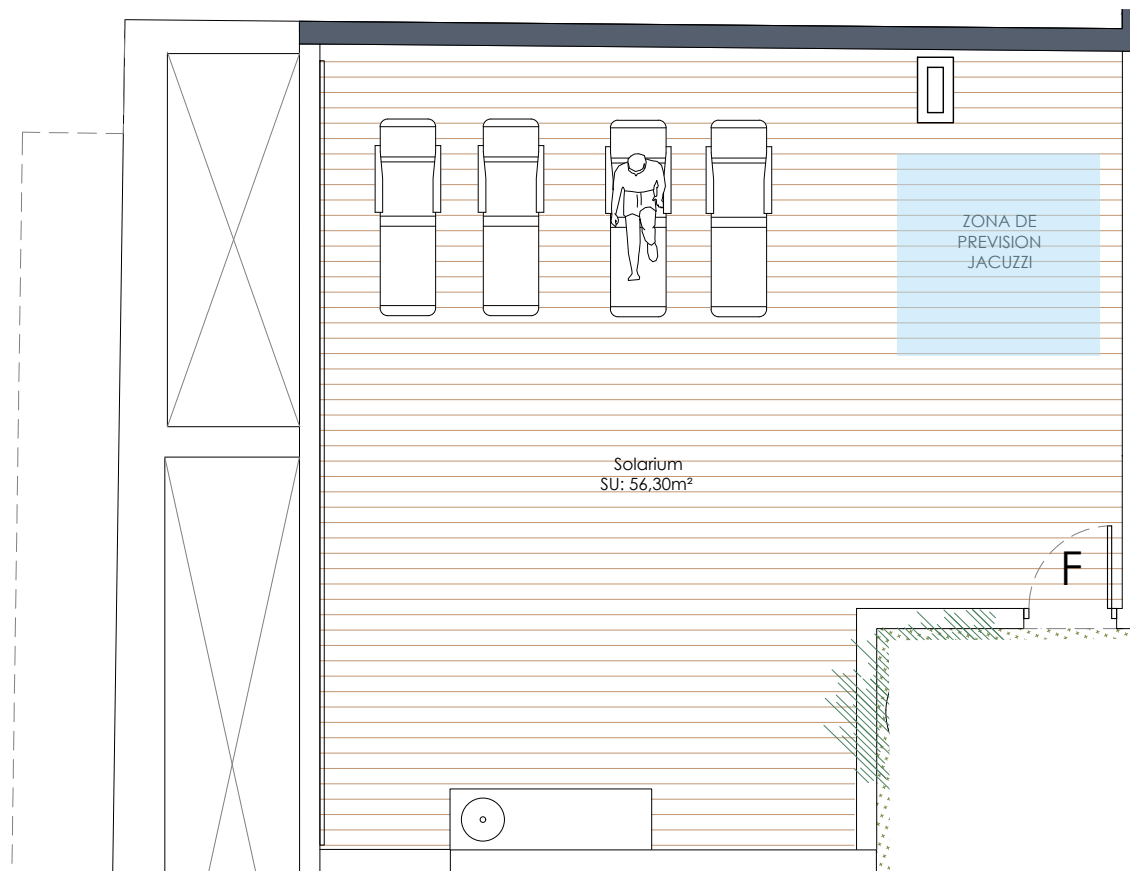 ZONA DE
PREVISION
JACUZZI
Solarium
SU: 56,30m²
F